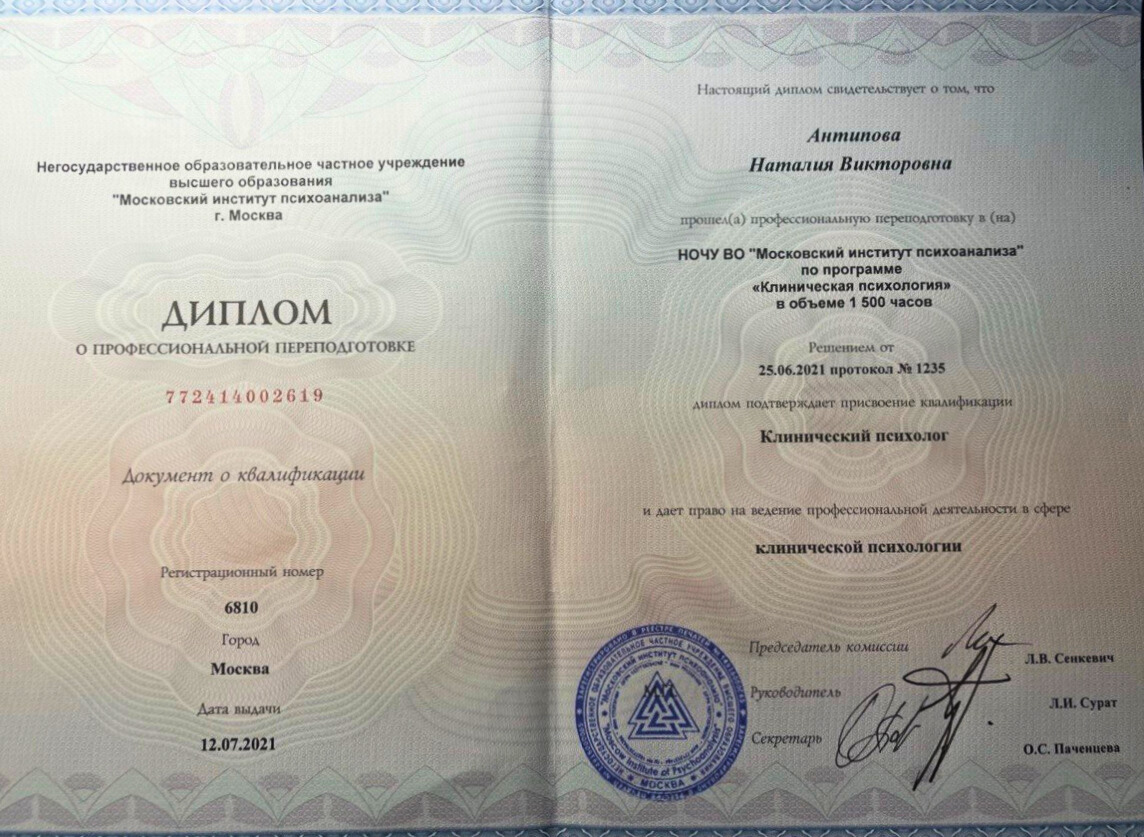 Негосударственное образовательное частное учреждение
высшего образования
"Московский институт психоанализа"
г. Москва
ДИПЛОМ
О ПРОФЕССИОНАЛЬНОЙ ПЕРЕПОДГОТОВКЕ
772414002619
Документ о квалификации
Регистрационный номер
6810
Город
Москва
Дата выдачи
12.07.2021
Настоящий диплом свидетельствует о том, что
Антипова
Наталия Викторовна
прошел(а) профессиональную переподготовку в (на)
НОЧУ ВО "Московский институт психоанализа"
по программе
«Клиническая психология»
в объеме 1 500 часов
Решением от
25.06.2021 протокол № 1235
диплом подтверждает присвоение квалификации
Клинический психолог
и дает право на ведение профессиональной деятельности в сфере
клинической психологии
Председатель комиссии
Л.В. Сенкевич
Руководитель
Л.И. Сурат
Секретарь
О.С. Паченцева
"Московский институт психоанализа"
Moscow Institute of Psychoanalysis
МОСКВА